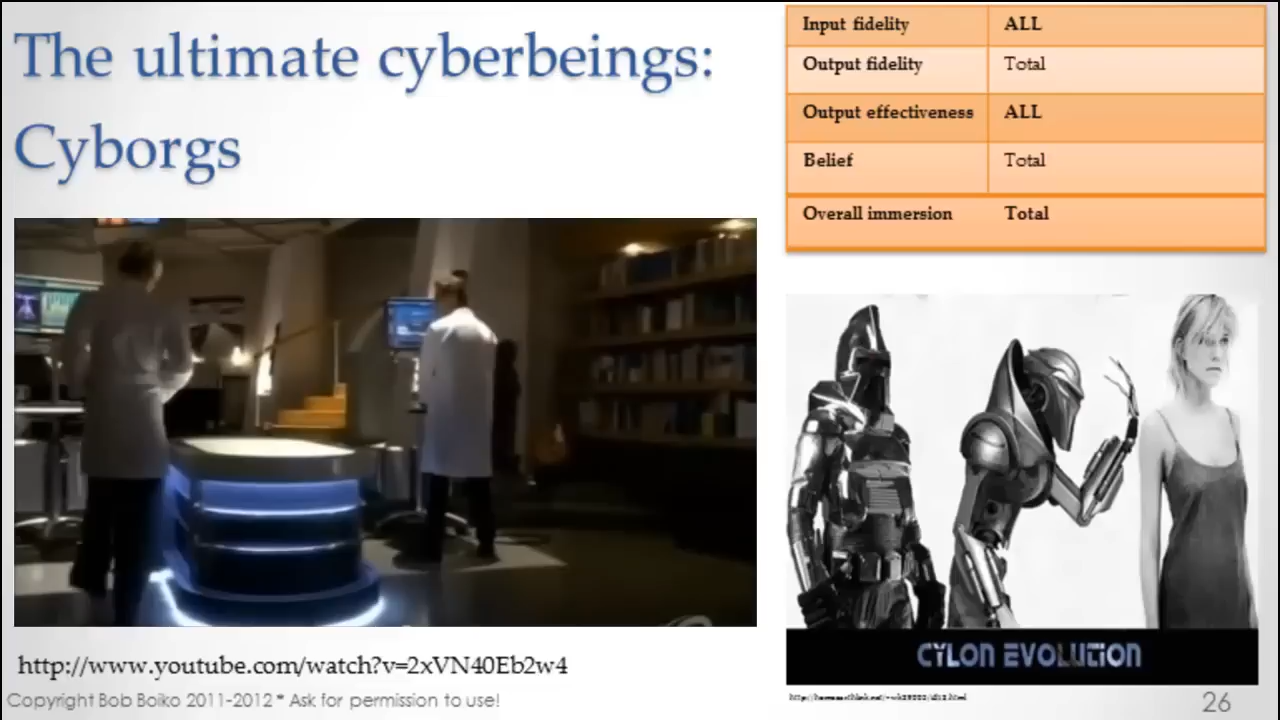 The ultimate cyberbeings:
Cyborgs
Input fidelity ALL
Output fidelity Total
Output effectiveness ALL
Belief Total
Overall immersion Total
CYLON EVOLUTION
http://www.youtube.com/watch?v=2xVN40Eb2w4
Copyright Bob Boiko 2011-2012 * Ask for permission to use!
26